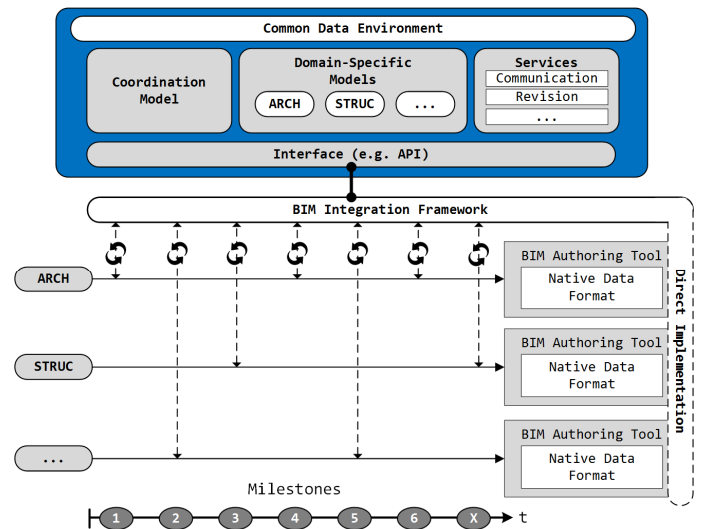 Common Data Environment
Coordination
Model
Domain-Specific
Models
ARCH
STRUC
...
Services
Communication
Revision
...
Interface (e.g. API)
BIM Integration Framework
ARCH
BIM Authoring Tool
Native Data
Format
STRUC
BIM Authoring Tool
Native Data
Format
...
BIM Authoring Tool
Native Data
Format
Direct Implementation
Milestones
1 2 3 4 5 6 X t